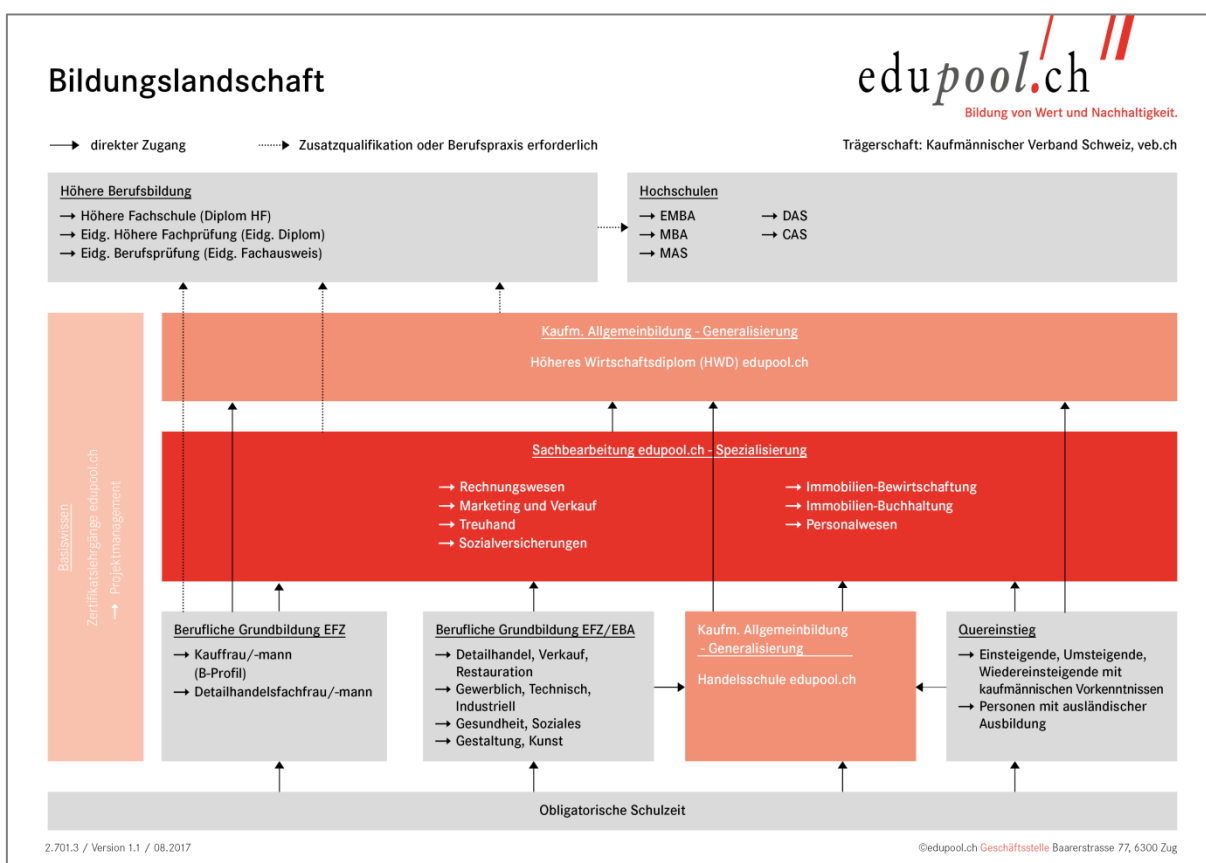 Bildungslandschaft
edupool.ch
Bildung von Wert und Nachhaltigkeit.
→ direkter Zugang
Zusatzqualifikation oder Berufspraxis erforderlich
Trägerschaft: Kaufmännischer Verband Schweiz, veb.ch
Höhere Berufsbildung
→ Höhere Fachschule (Diplom HF)
→ Eidg. Höhere Fachprüfung (Eidg. Diplom)
→ Eidg. Berufsprüfung (Eidg. Fachausweis)
Hochschulen
→ EMBA
→ MBA
→ MAS
→ DAS
→ CAS
Kaufm. Allgemeinbildung - Generalisierung
Höheres Wirtschaftsdiplom (HWD) edupool.ch
Sachbearbeitung edupool.ch - Spezialisierung
→ Rechnungswesen
→ Marketing und Verkauf
→ Treuhand
→ Sozialversicherungen
→ Immobilien-Bewirtschaftung
→ Immobilien-Buchhaltung
→ Personalwesen
Basiswissen
Zertifikatslehrgänge edupool.ch
→ Projektmanagement
Berufliche Grundbildung EFZ
→ Kauffrau/-mann
(B-Profil)
→ Detailhandelsfachfrau/-mann
Berufliche Grundbildung EFZ/EBA
→ Detailhandel, Verkauf,
Restauration
→ Gewerblich, Technisch,
Industriell
→ Gesundheit, Soziales
→ Gestaltung, Kunst
Kaufm. Allgemeinbildung
- Generalisierung
Handelsschule edupool.ch
Quereinstieg
→ Einsteigende, Umsteigende,
Wiedereinsteigende mit
kaufmännischen Vorkenntnissen
→ Personen mit ausländischer
Ausbildung
Obligatorische Schulzeit
2.701.3 / Version 1.1 / 08.2017
©edupool.ch Geschäftsstelle Baarerstrasse 77, 6300 Zug